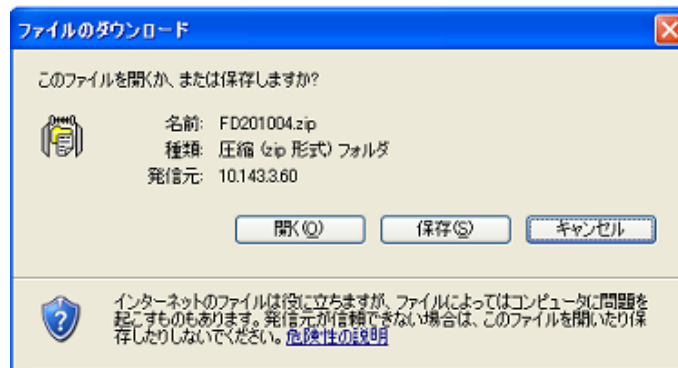 ファイルのダウンロード
このファイルを開くか、または保存しますか?
名前: FD201004.zip
種類: 圧縮 (zip 形式) フォルダ
発信元: 10.143.3.60
開く(O) 保存(S) キャンセル
インターネットのファイルは役に立ちますが、ファイルによってはコンピュータに問題を
起こすものもあります。発信元が信頼できない場合は、このファイルを開いたり保
存したりしないでください。危険性の説明